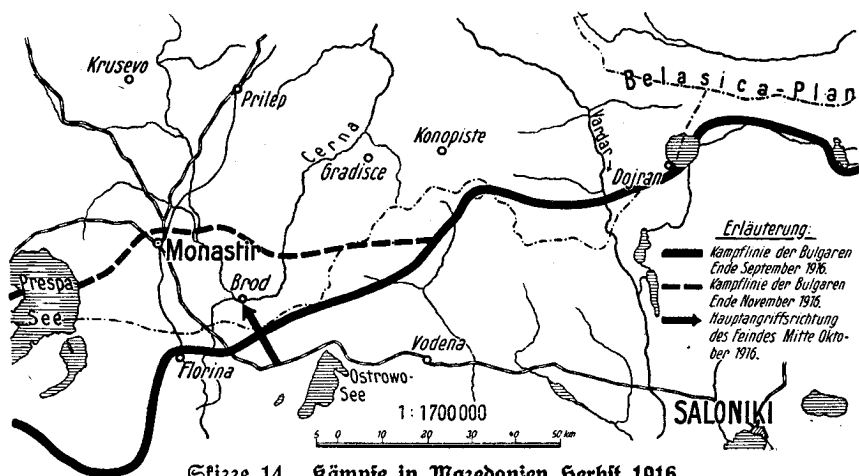 Krusevo
Prilep
Belasica-Plan
Cerna
Konopiste
Gradisce
Vardar
Dojran
Monastir
Prespa
See
Brod
Florina
Ostrowo-
See
Vodena
SALONIKI
Erläuterung:
Kampflinie der Bulgaren
Ende September 1916.
Kampflinie der Bulgaren
Ende November 1916.
Hauptangriffsrichtung
des Feindes Mitte Okto-
ber 1916.
1:1700000
5 0 10 20 30 40 50 km
Skizze 14. Kämpfe in Mazedonien Herbst 1916